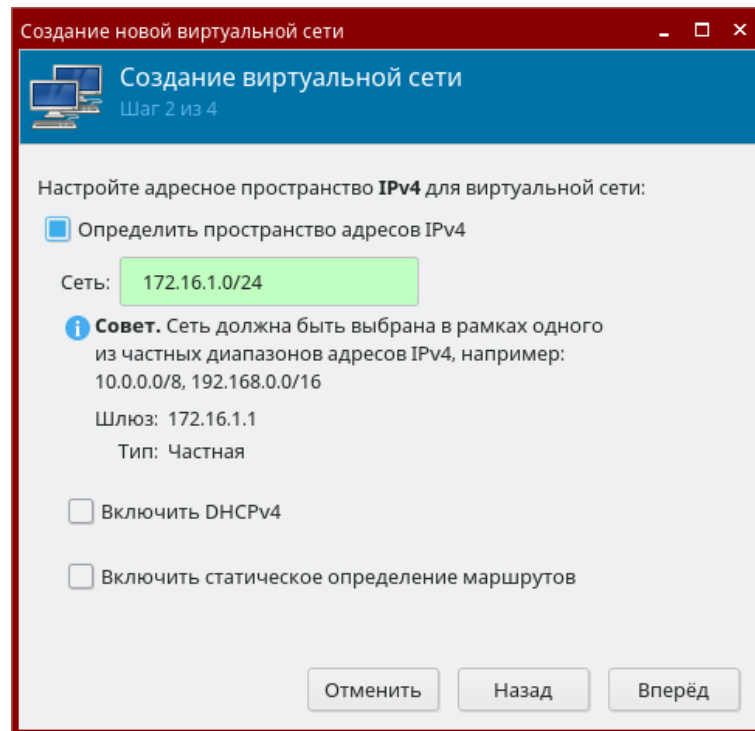 Создание новой виртуальной сети
Создание виртуальной сети
Шаг 2 из 4
Настройте адресное пространство IPv4 для виртуальной сети:
Определить пространство адресов IPv4
Сеть: 172.16.1.0/24
Совет. Сеть должна быть выбрана в рамках одного
из частных диапазонов адресов IPv4, например:
10.0.0.0/8, 192.168.0.0/16
Шлюз: 172.16.1.1
Тип: Частная
Включить DHCPv4
Включить статическое определение маршрутов
Отменить Назад Вперёд